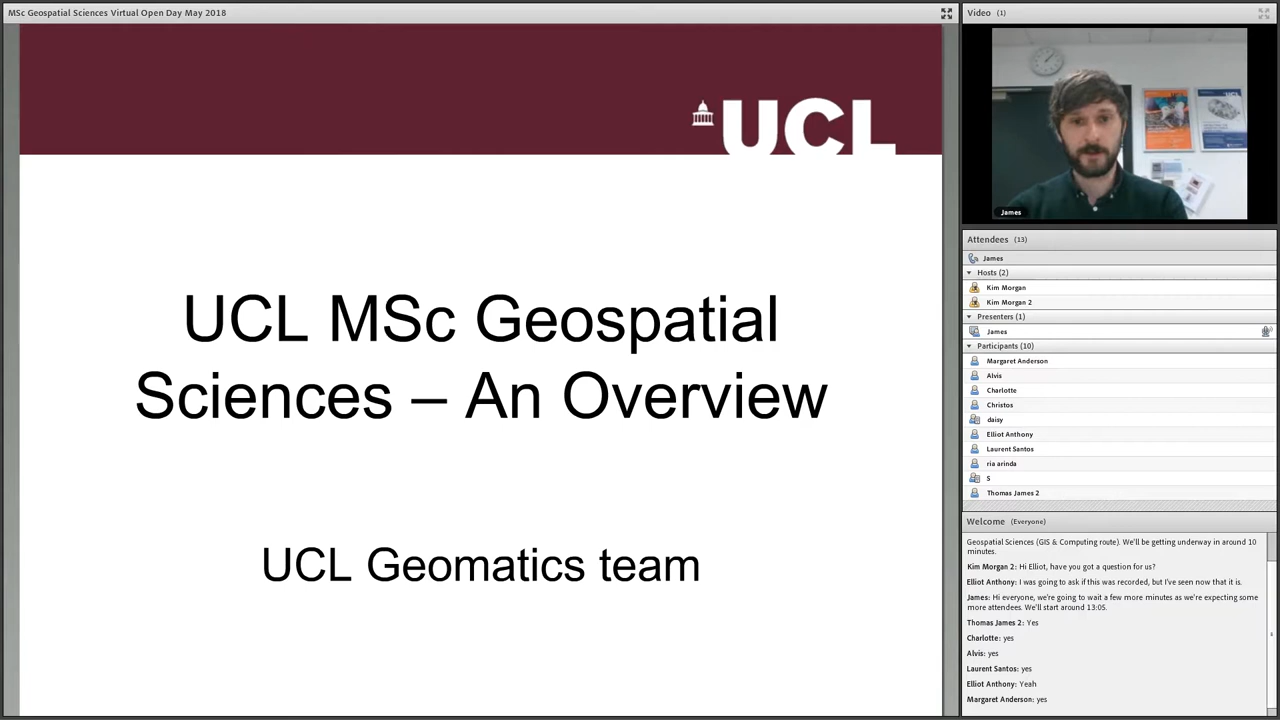 MSc Geospatial Sciences Virtual Open Day May 2018
UCL
UCL MSc Geospatial
Sciences – An Overview
UCL Geomatics team
Video (1)
UCL
James
Attendees (13)
James
Hosts (2)
Kim Morgan
Kim Morgan 2
Presenters (1)
James
Participants (10)
Margaret Anderson
Alvis
Charlotte
Christos
daisy
Elliot Anthony
Laurent Santos
ria arinda
S
Thomas James 2
Welcome (Everyone)
Geospatial Sciences (GIS & Computing route). We'll be getting underway in around 10
minutes.
Kim Morgan 2: Hi Elliot, have you got a question for us?
Elliot Anthony: I was going to ask if this was recorded, but I've seen now that it is.
James: Hi everyone, we're going to wait a few more minutes as we're expecting some
more attendees. We'll start around 13:05.
Thomas James 2: Yes
Charlotte: yes
Alvis: yes
Laurent Santos: yes
Elliot Anthony: Yeah
Margaret Anderson: yes